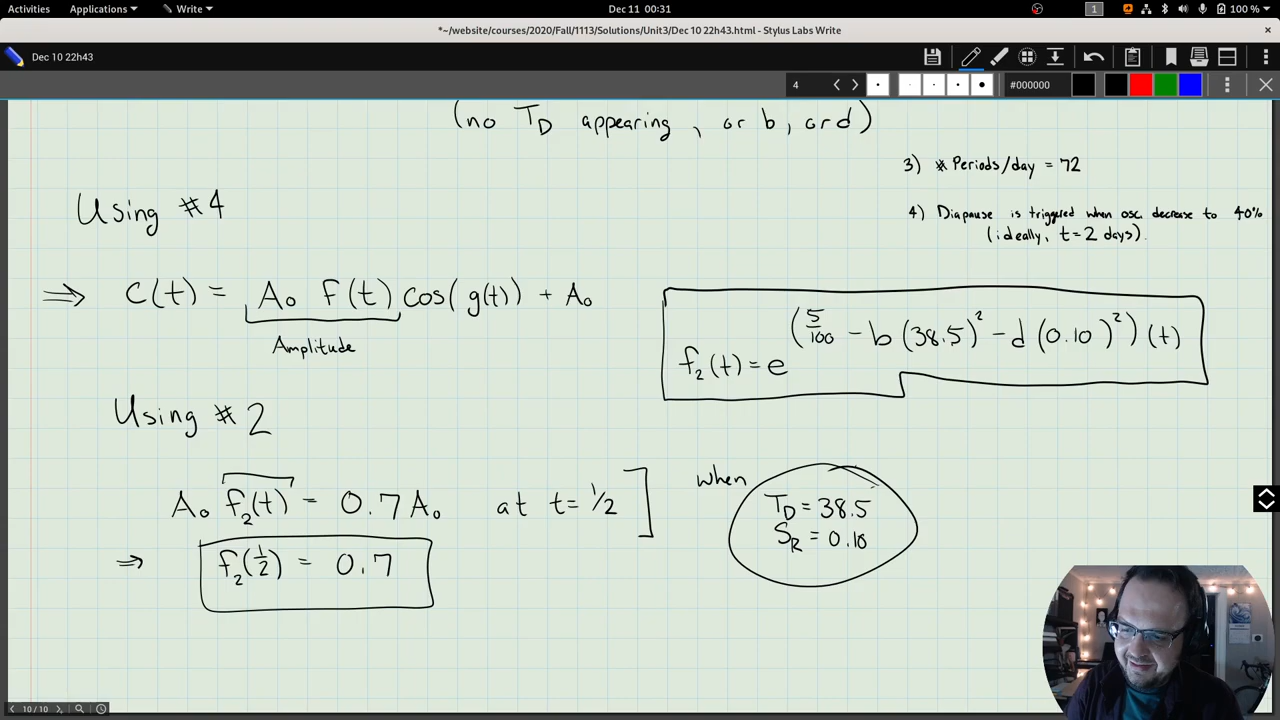 Activities Applications Write Dec 11 00:31 1 100 %
*~/website/courses/2020/Fall/1113/Solutions/Unit3/Dec 10 22h43.html - Stylus Labs Write
Dec 10 22h43
4 #000000
(no T_D appearing, or b, or d)
3) # Periods/day = 72
4) Diapause is triggered when osc. decrease to 40%
(ideally, t=2 days).
Using #4
⇒ C(t) = A₀ f(t) cos(g(t)) + A₀
Amplitude
f₂(t) = e^(5/100 - b(38.5)² - d(0.10)²)(t)
Using #2
A₀ f₂(t) = 0.7 A₀ at t = 1/2
when
T_D = 38.5
S_R = 0.10
⇒ f₂(1/2) = 0.7
10/10